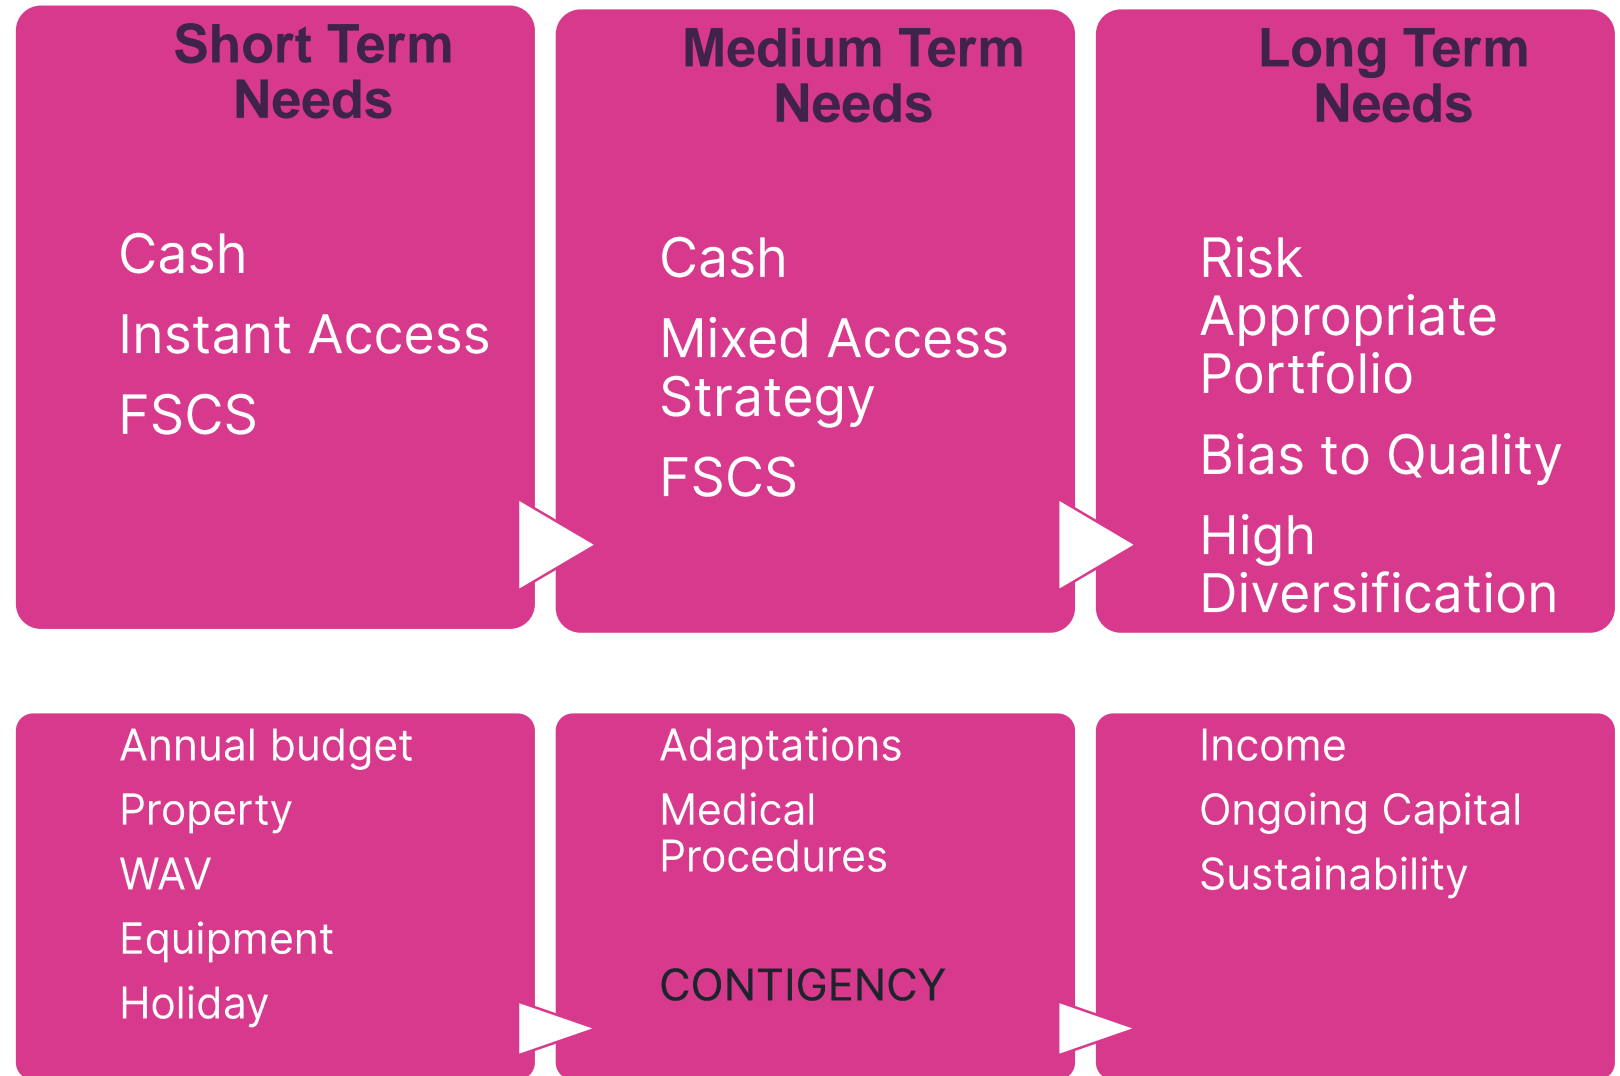 Short Term
Needs
Cash
Instant Access
FSCS
Medium Term
Needs
Cash
Mixed Access
Strategy
FSCS
Long Term
Needs
Risk
Appropriate
Portfolio
Bias to Quality
High
Diversification
Annual budget
Property
WAV
Equipment
Holiday
Adaptations
Medical
Procedures
CONTIGENCY
Income
Ongoing Capital
Sustainability